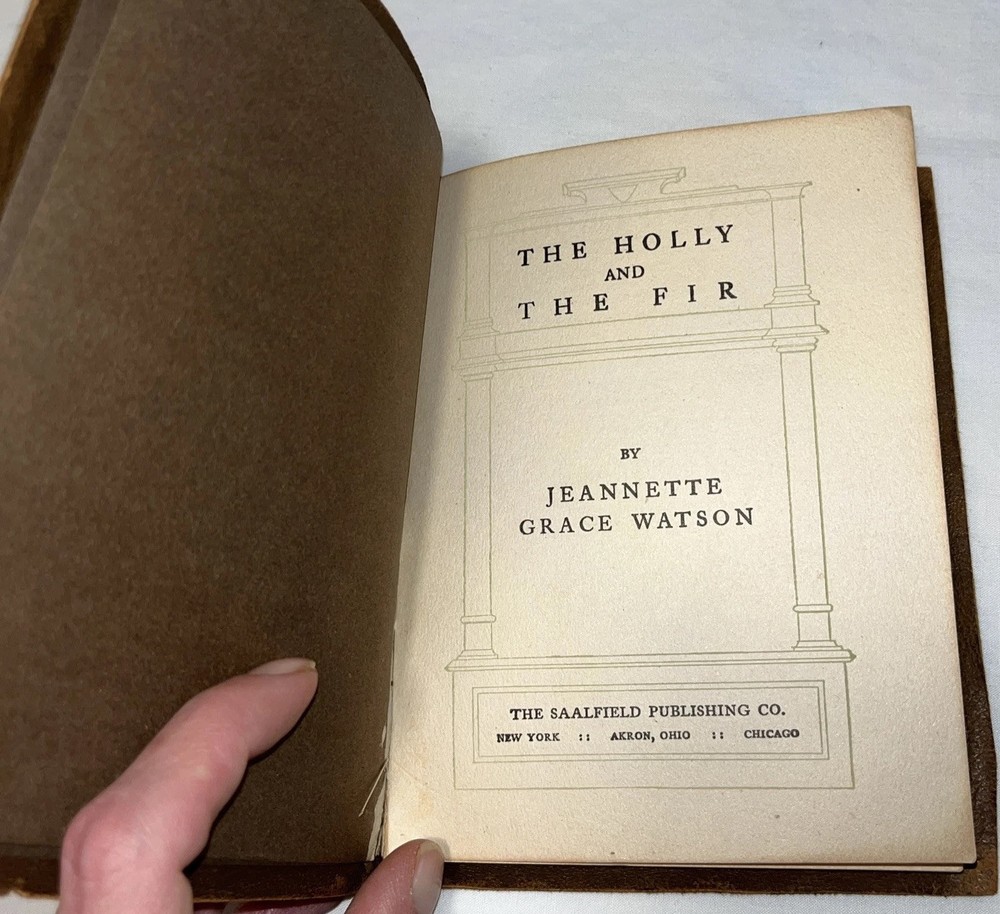 THE HOLLY
AND
THE FIR
BY
JEANNETTE
GRACE WATSON
THE SAALFIELD PUBLISHING CO.
NEW YORK :: AKRON, OHIO :: CHICAGO